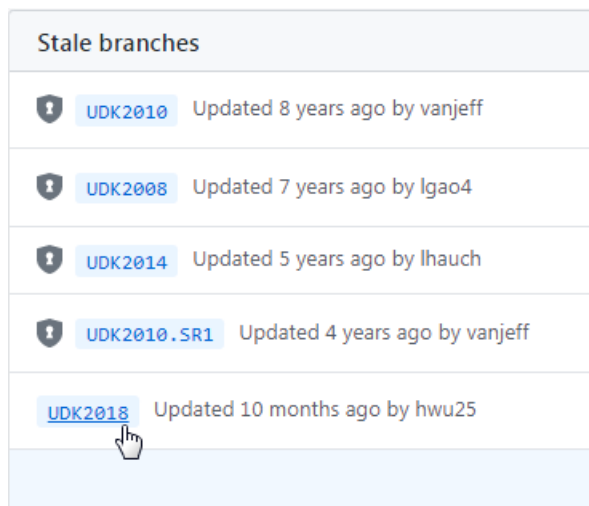 Stale branches
UDK2010 Updated 8 years ago by vanjeff
UDK2008 Updated 7 years ago by lgao4
UDK2014 Updated 5 years ago by lhauch
UDK2010.SR1 Updated 4 years ago by vanjeff
UDK2018 Updated 10 months ago by hwu25